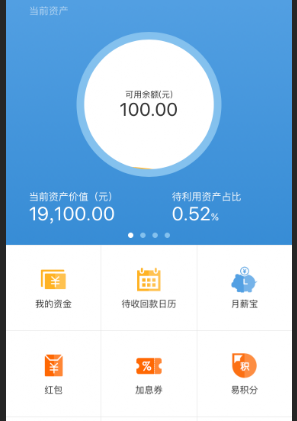 当前资产
可用余额(元)
100.00
当前资产价值（元） 待利用资产占比
19,100.00 0.52%
我的资金 待收回款日历 月薪宝
红包 加息券 易积分